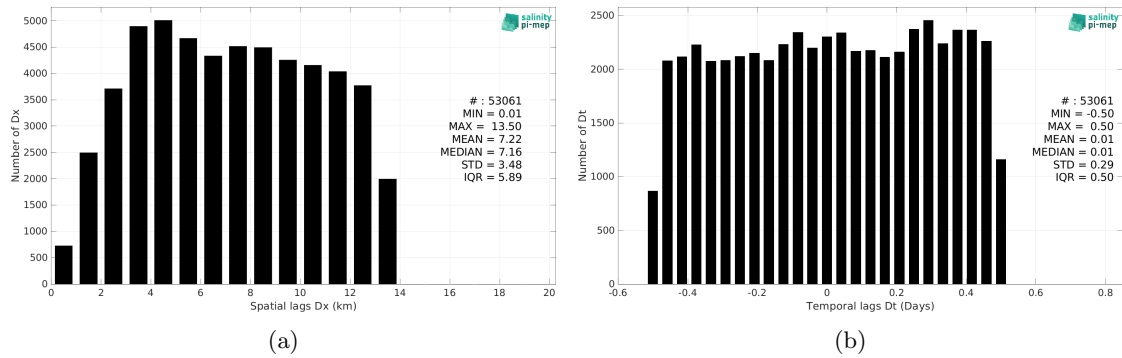 salinity
pi-mep
Number of Dx
5000
4500
4000
3500
3000
2500
2000
1500
1000
500
0
# : 53061
MIN = 0.01
MAX = 13.50
MEAN = 7.22
MEDIAN = 7.16
STD = 3.48
IQR = 5.89
0 2 4 6 8 10 12 14 16 18 20
Spatial lags Dx (km)
(a)
salinity
pi-mep
Number of Dt
2500
2000
1500
1000
500
0
# : 53061
MIN = -0.50
MAX = 0.50
MEAN = 0.01
MEDIAN = 0.01
STD = 0.29
IQR = 0.50
-0.6 -0.4 -0.2 0 0.2 0.4 0.6 0.8
Temporal lags Dt (Days)
(b)